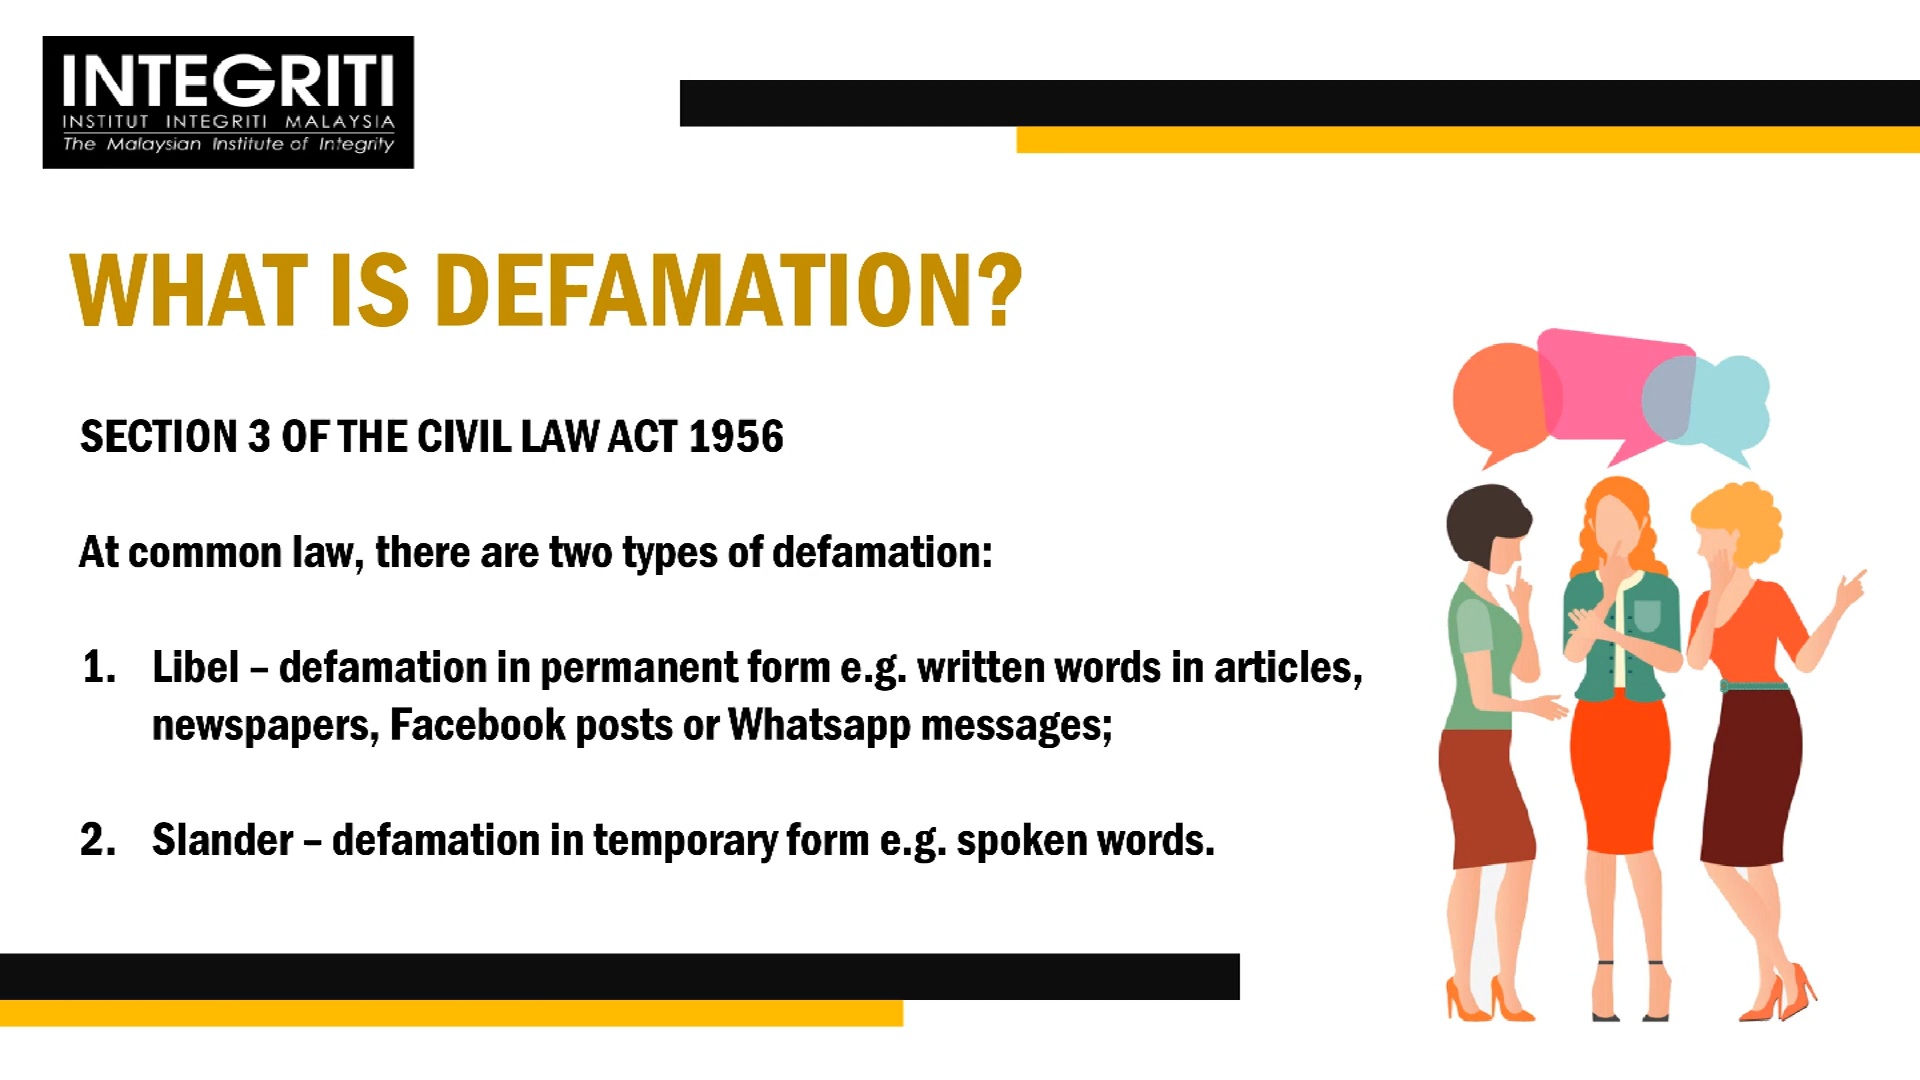 INTEGRITI
INSTITUT INTEGRITI MALAYSIA
The Malaysian Institute of Integrity
WHAT IS DEFAMATION?
SECTION 3 OF THE CIVIL LAW ACT 1956
At common law, there are two types of defamation:
1. Libel – defamation in permanent form e.g. written words in articles,
newspapers, Facebook posts or Whatsapp messages;
2. Slander – defamation in temporary form e.g. spoken words.